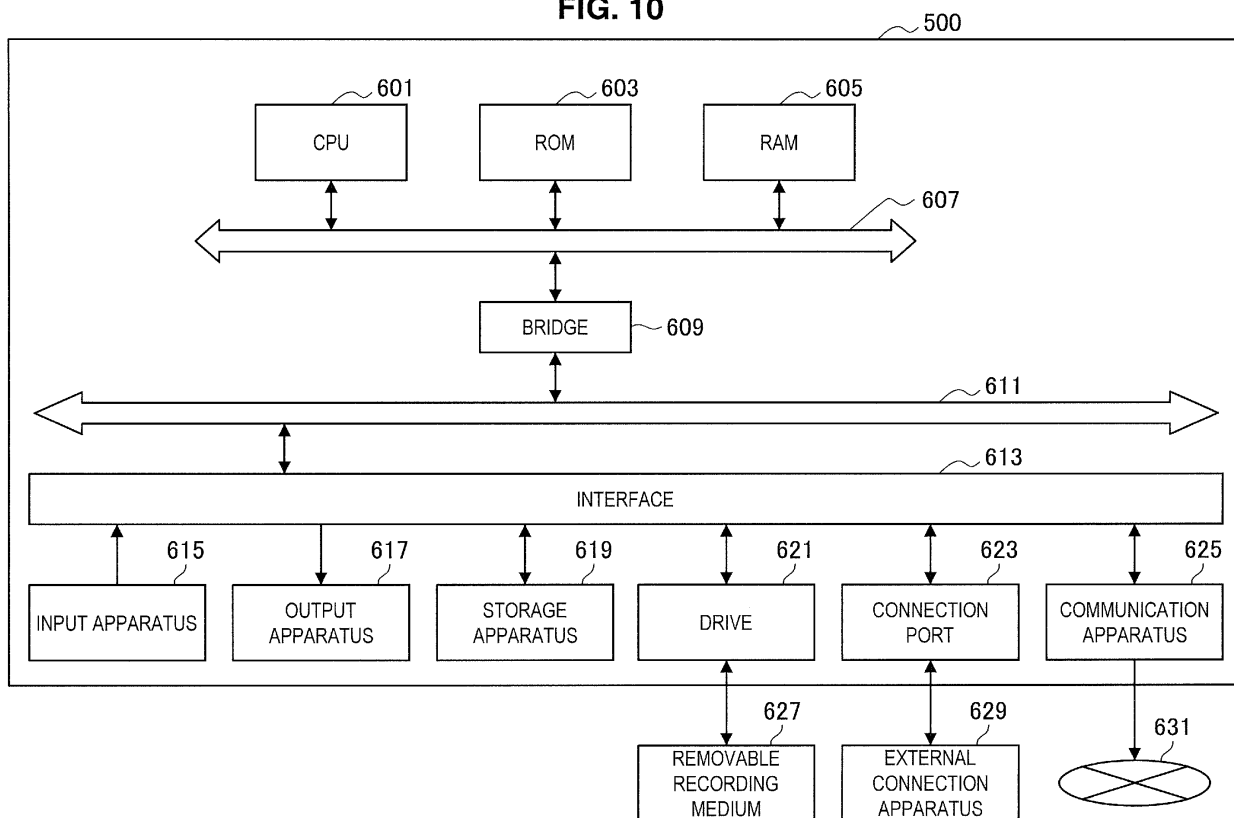 FIG. 10
500
601
603
605
CPU
ROM
RAM
607
BRIDGE
609
611
613
INTERFACE
615
617
619
621
623
625
INPUT APPARATUS
OUTPUT
APPARATUS
STORAGE
APPARATUS
DRIVE
CONNECTION
PORT
COMMUNICATION
APPARATUS
627
629
631
REMOVABLE
RECORDING
MEDIUM
EXTERNAL
CONNECTION
APPARATUS